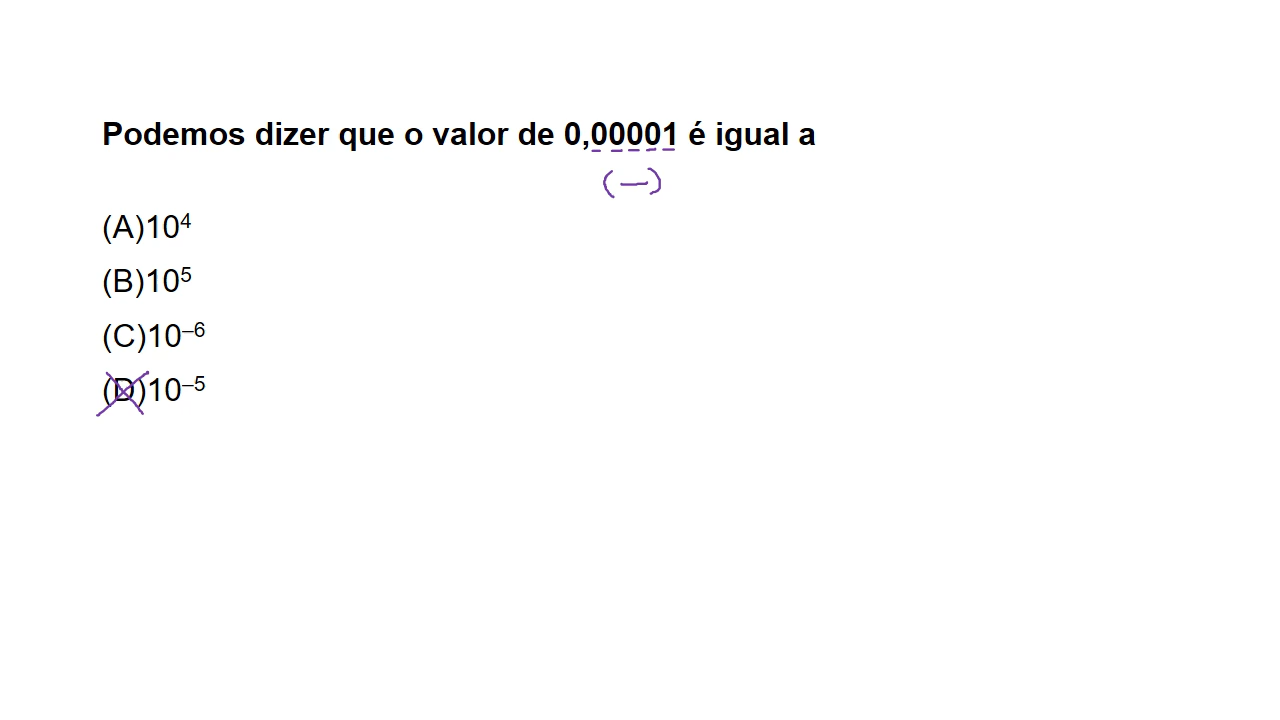 Podemos dizer que o valor de 0,00001 é igual a
(—)
(A)10⁴
(B)10⁵
(C)10⁻⁶
(D)10⁻⁵